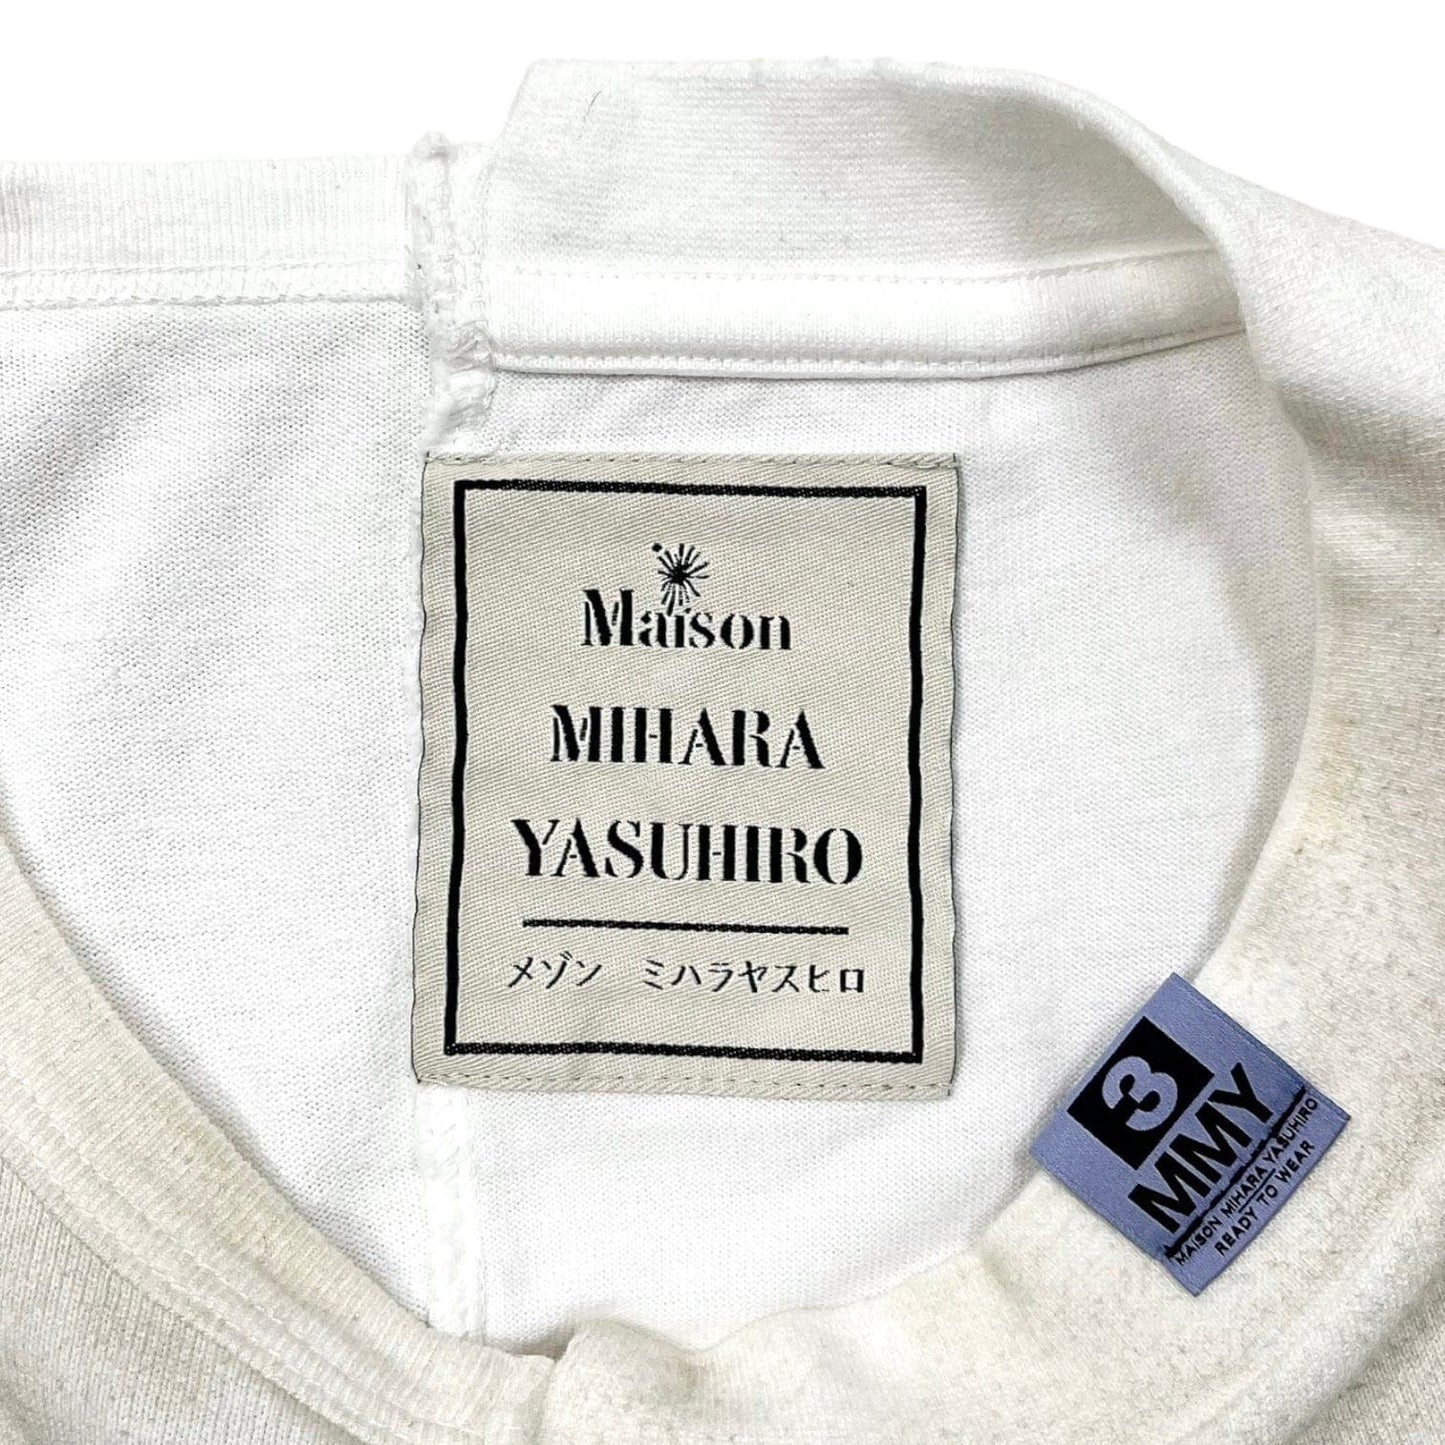 Maison
MIHARA
YASUHIRO
メゾン ミハラヤスヒロ
3
MMY
MAISON MIHARA YASUHIRO
READY TO WEAR